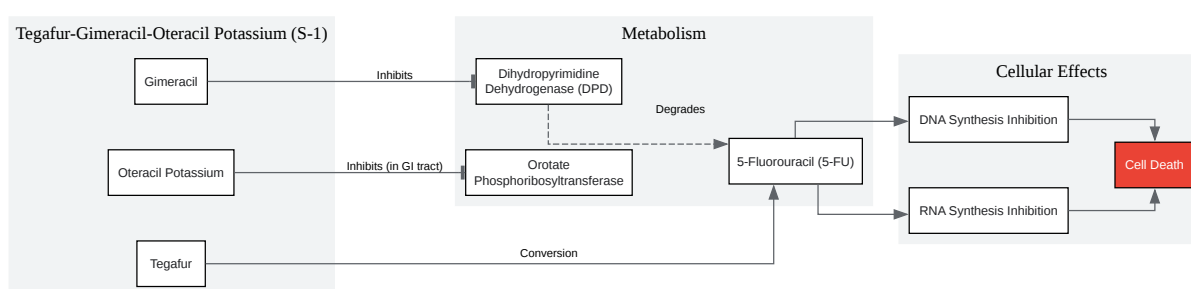 Tegafur-Gimeracil-Oteracil Potassium (S-1)
Metabolism
Cellular Effects
Gimeracil
Inhibits
Dihydropyrimidine
Dehydrogenase (DPD)
Degrades
DNA Synthesis Inhibition
Oteracil Potassium
Inhibits (in GI tract)
Orotate
Phosphoribosyltransferase
5-Fluorouracil (5-FU)
Cell Death
RNA Synthesis Inhibition
Tegafur
Conversion